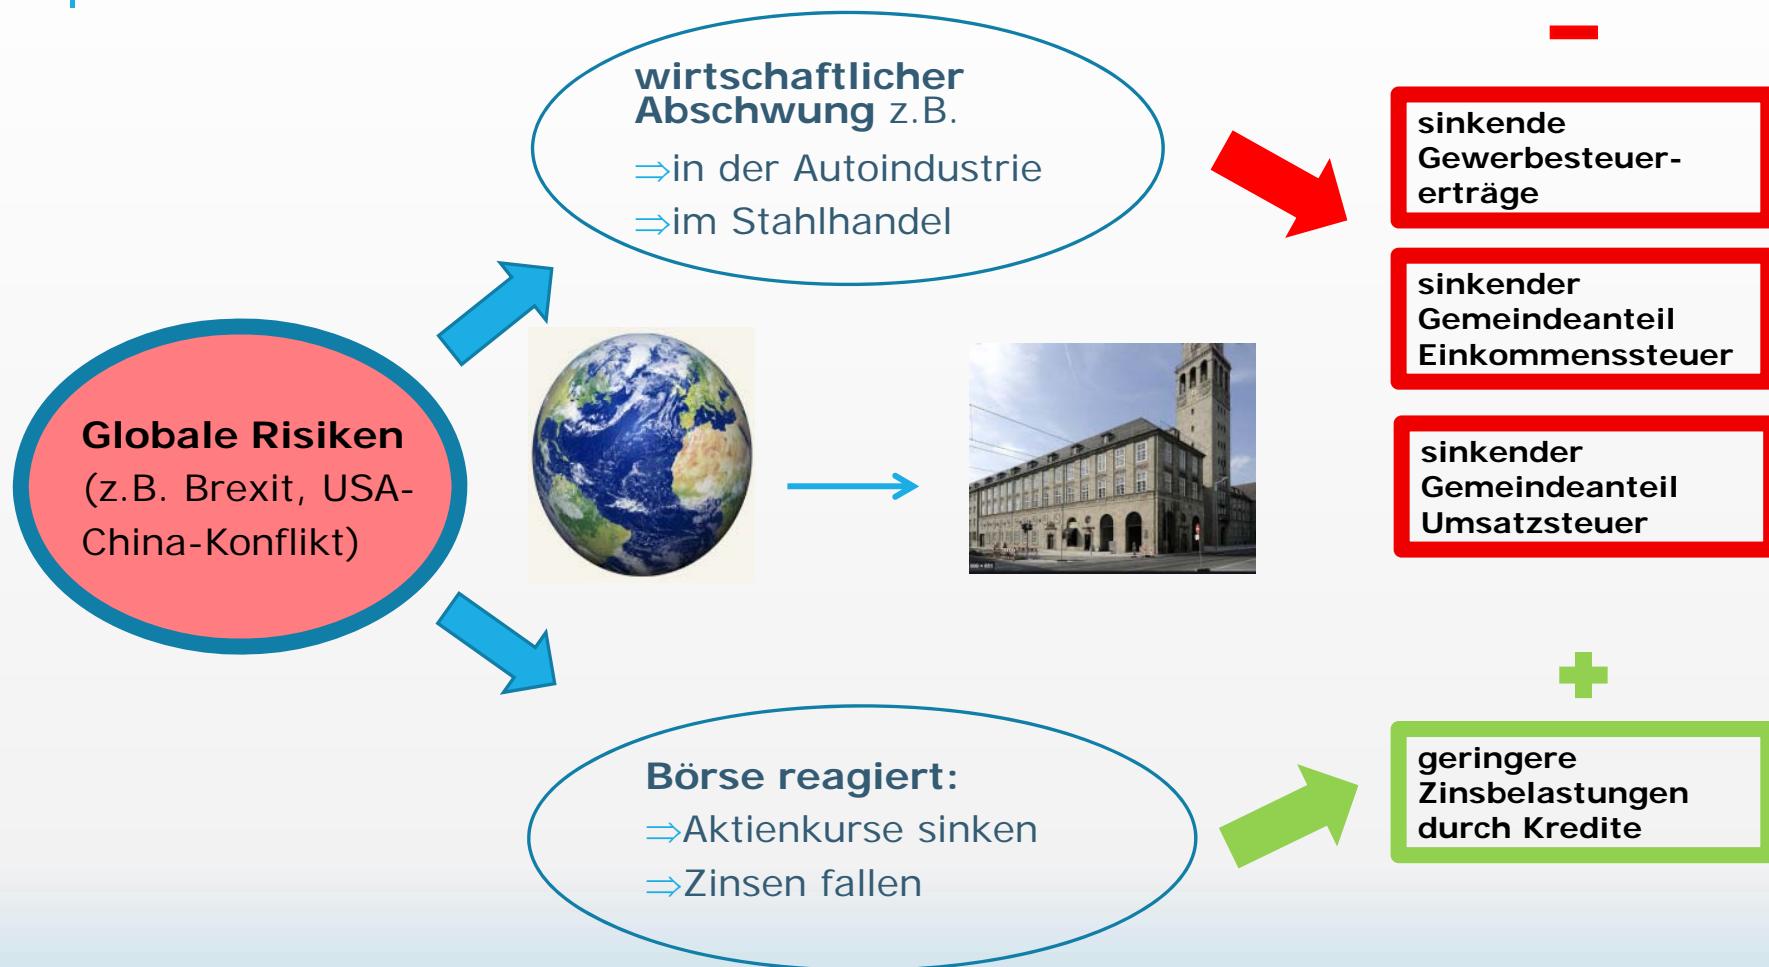 wirtschaftlicher
Abschwung z.B.
⇒in der Autoindustrie
⇒im Stahlhandel
sinkende
Gewerbesteuer-
erträge
sinkender
Gemeindeanteil
Einkommenssteuer
Globale Risiken
(z.B. Brexit, USA-
China-Konflikt)
sinkender
Gemeindeanteil
Umsatzsteuer
Börse reagiert:
⇒Aktienkurse sinken
⇒Zinsen fallen
geringere
Zinsbelastungen
durch Kredite